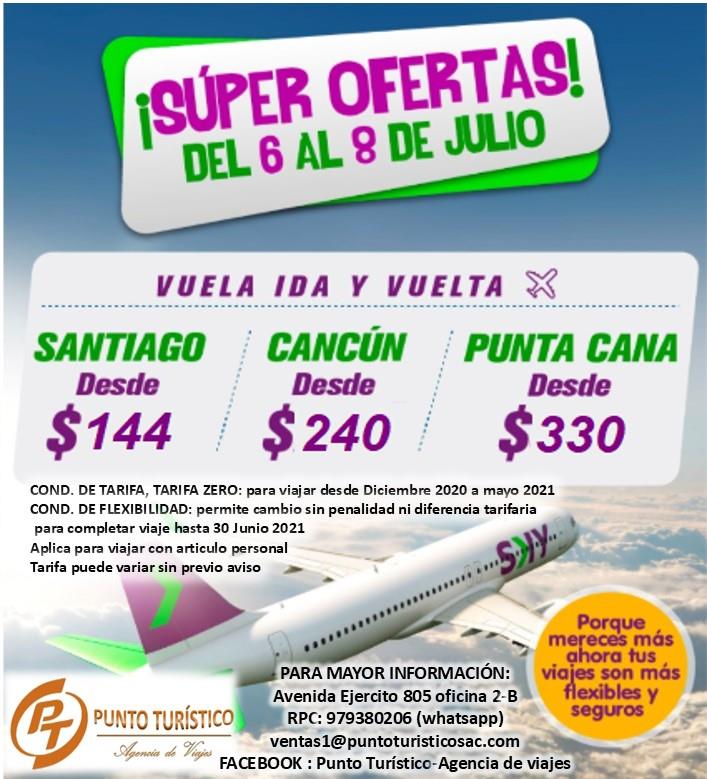 ¡SÚPER OFERTAS!
DEL 6 AL 8 DE JULIO
VUELA IDA Y VUELTA
SANTIAGO
Desde
$144
CANCÚN
Desde
$240
PUNTA CANA
Desde
$330
COND. DE TARIFA, TARIFA ZERO: para viajar desde Diciembre 2020 a mayo 2021
COND. DE FLEXIBILIDAD: permite cambio sin penalidad ni diferencia tarifaria
para completar viaje hasta 30 Junio 2021
Aplica para viajar con articulo personal
Tarifa puede variar sin previo aviso
SKY
Porque
mereces más
ahora tus
viajes son más
flexibles y
seguros
PT
PUNTO TURÍSTICO
Agencia de Viajes
PARA MAYOR INFORMACIÓN:
Avenida Ejercito 805 oficina 2-B
RPC: 979380206 (whatsapp)
ventas1@puntoturisticosac.com
FACEBOOK : Punto Turístico-Agencia de viajes